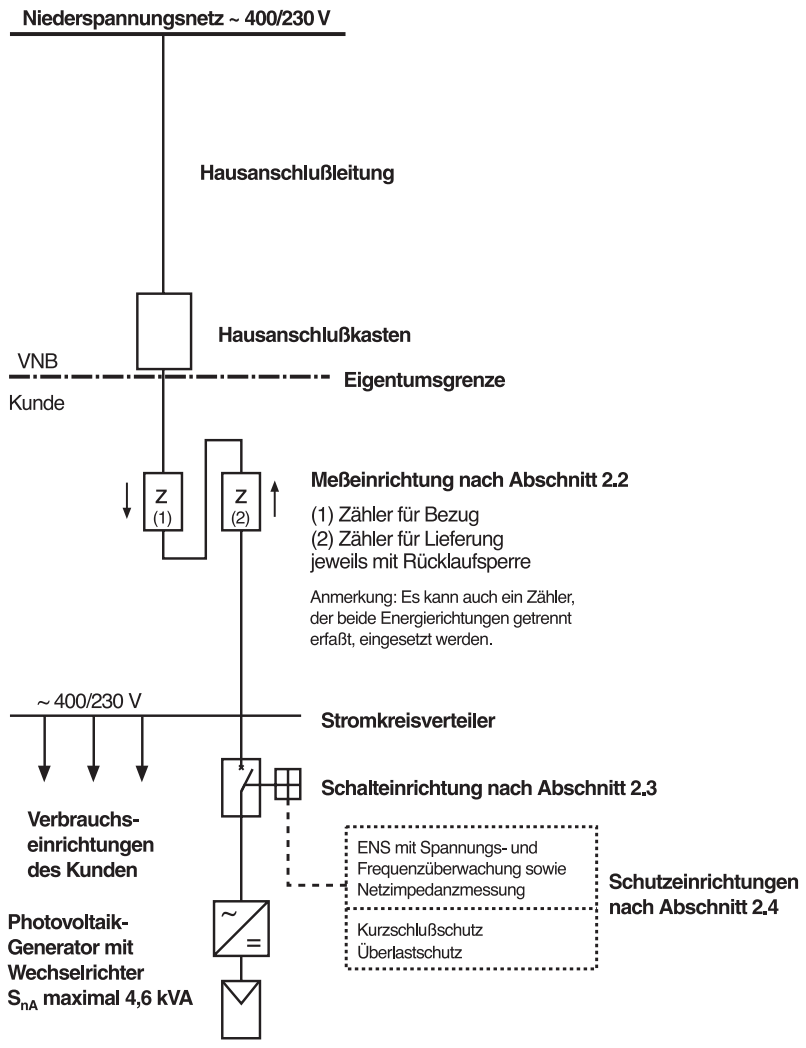 Niederspannungsnetz ~ 400/230 V
Hausanschlußleitung
Hausanschlußkasten
VNB
Eigentumsgrenze
Kunde
Meßeinrichtung nach Abschnitt 2.2
Z
(1)
Z
(2)
(1) Zähler für Bezug
(2) Zähler für Lieferung
jeweils mit Rücklaufsperre
Anmerkung: Es kann auch ein Zähler,
der beide Energierichtungen getrennt
erfaßt, eingesetzt werden.
~ 400/230 V
Stromkreisverteiler
Schalteinrichtung nach Abschnitt 2.3
Verbrauchs-
einrichtungen
des Kunden
ENS mit Spannungs- und
Frequenzüberwachung sowie
Netzimpedanzmessung
Kurzschlußschutz
Überlastschutz
Schutzeinrichtungen
nach Abschnitt 2.4
Photovoltaik-
Generator mit
Wechselrichter
SnA maximal 4,6 kVA
~
=